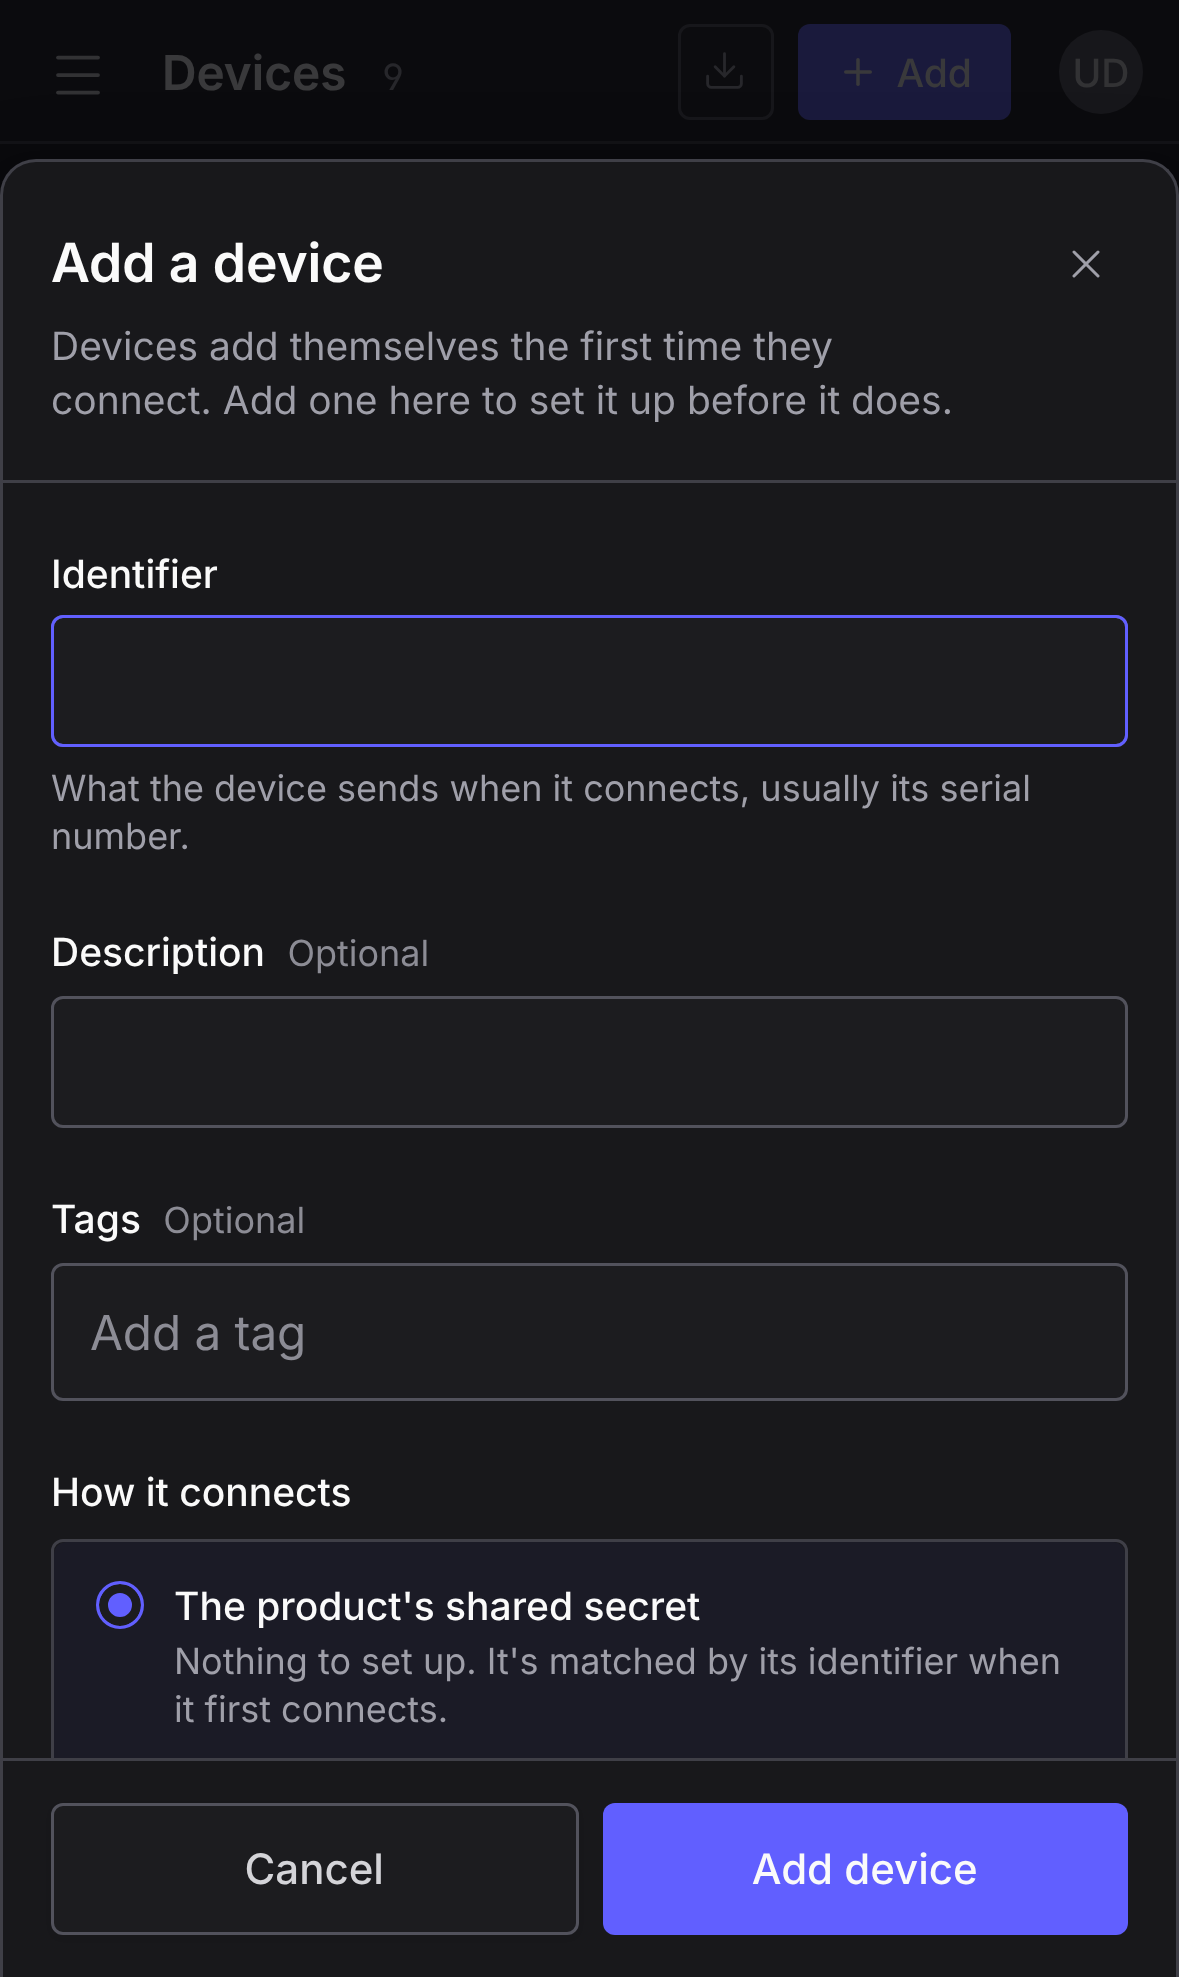 Devices 9
+ Add
UD
Add a device
Devices add themselves the first time they
connect. Add one here to set it up before it does.
Identifier
What the device sends when it connects, usually its serial
number.
Description Optional
Tags Optional
Add a tag
How it connects
The product's shared secret
Nothing to set up. It's matched by its identifier when
it first connects.
Cancel
Add device